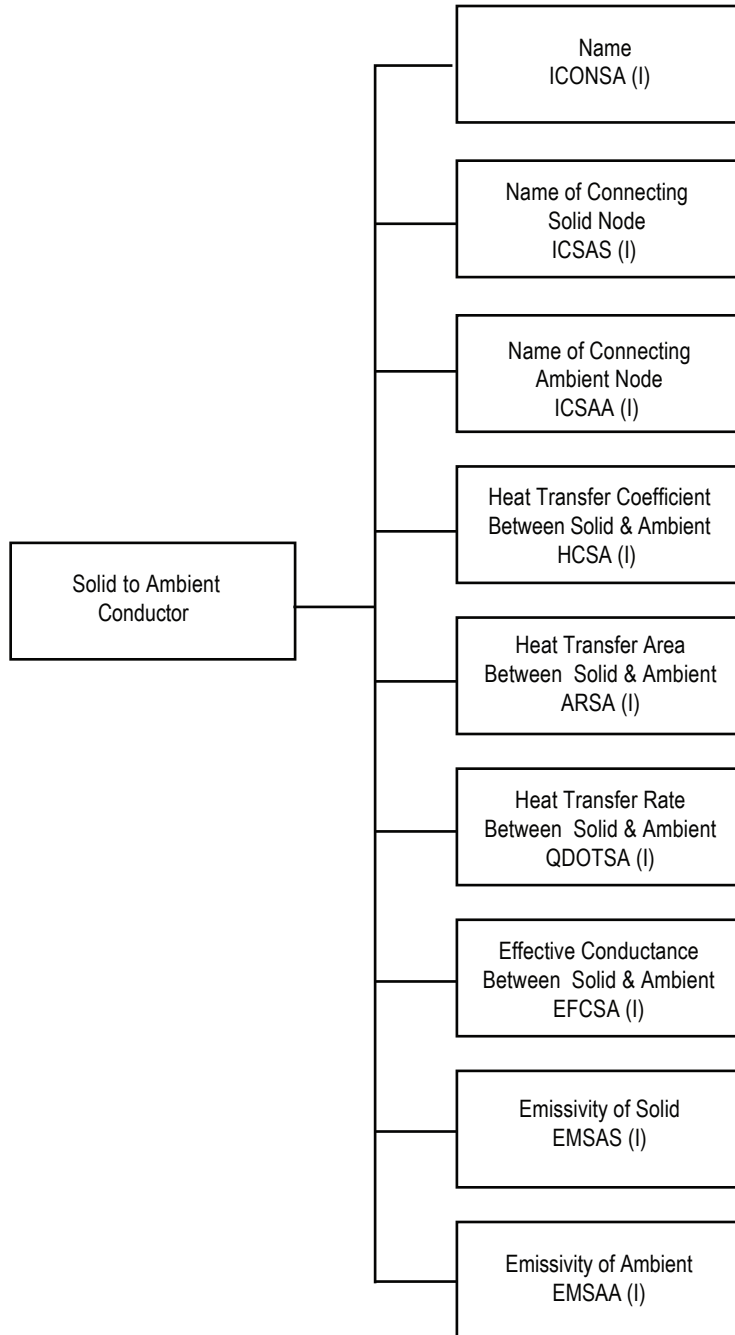 Name
ICONSA (I)
Name of Connecting
Solid Node
ICSAS (I)
Name of Connecting
Ambient Node
ICSAA (I)
Heat Transfer Coefficient
Between Solid & Ambient
HCSA (I)
Solid to Ambient
Conductor
Heat Transfer Area
Between Solid & Ambient
ARSA (I)
Heat Transfer Rate
Between Solid & Ambient
QDOTSA (I)
Effective Conductance
Between Solid & Ambient
EFCSA (I)
Emissivity of Solid
EMSAS (I)
Emissivity of Ambient
EMSAA (I)